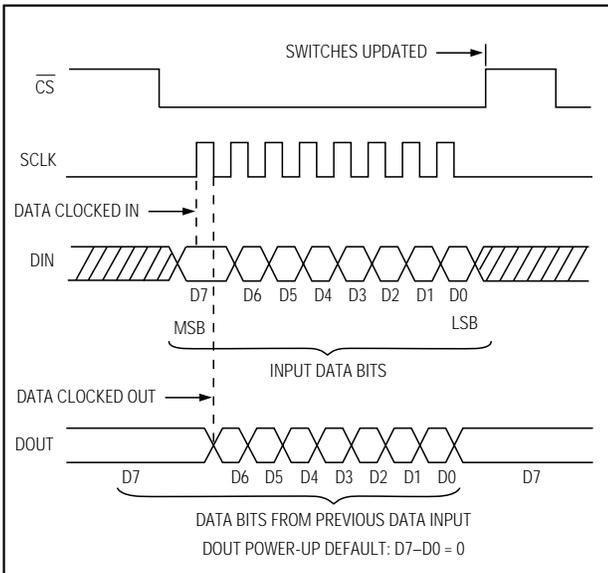 SWITCHES UPDATED
CS
SCLK
DATA CLOCKED IN
DIN
D7 D6 D5 D4 D3 D2 D1 D0
MSB LSB
INPUT DATA BITS
DATA CLOCKED OUT
DOUT
D7 D6 D5 D4 D3 D2 D1 D0 D7
DATA BITS FROM PREVIOUS DATA INPUT
DOUT POWER-UP DEFAULT: D7–D0 = 0